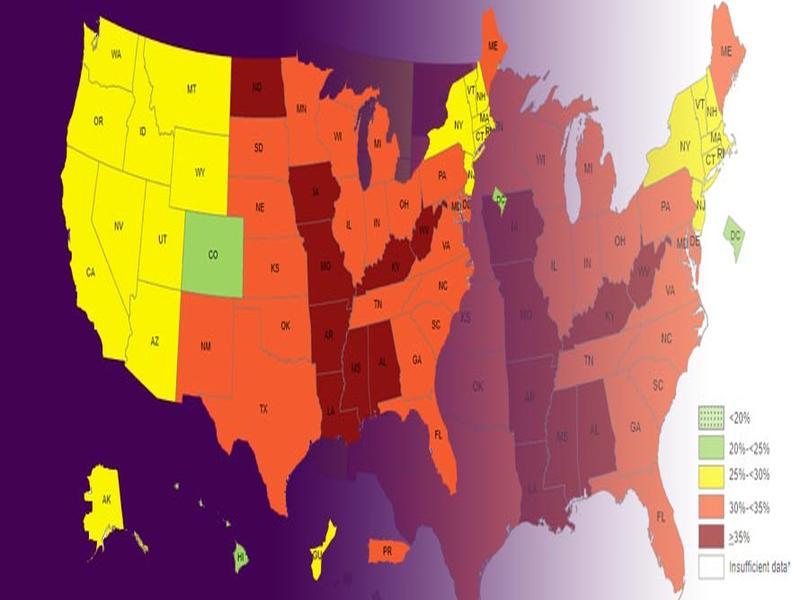 WA
MT
ND
OR
ID
WY
SD
MN
WI
MI
NY
VT
NH
MA
CT
RI
ME
NV
UT
CO
NE
IA
IL
IN
OH
PA
NJ
MD
DE
WV
VA
CA
KS
MO
KY
AZ
NM
OK
AR
TN
NC
SC
TX
LA
MS
AL
GA
FL
AK
HI
GU
PR
DC
ME
VT
NH
NY
MA
CT
RI
WI
MI
PA
NJ
IA
IL
IN
OH
MD
DE
DC
WV
VA
KS
MO
KY
NC
OK
AR
TN
SC
MS
AL
GA
LA
FL
<20%
20%-<25%
25%-<30%
30%-<35%
≥35%
Insufficient data*